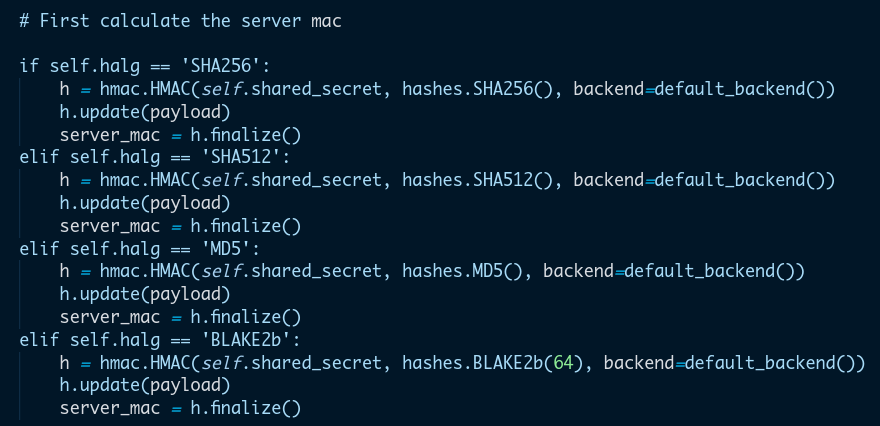 # First calculate the server mac

if self.halg == 'SHA256':
    h = hmac.HMAC(self.shared_secret, hashes.SHA256(), backend=default_backend())
    h.update(payload)
    server_mac = h.finalize()
elif self.halg == 'SHA512':
    h = hmac.HMAC(self.shared_secret, hashes.SHA512(), backend=default_backend())
    h.update(payload)
    server_mac = h.finalize()
elif self.halg == 'MD5':
    h = hmac.HMAC(self.shared_secret, hashes.MD5(), backend=default_backend())
    h.update(payload)
    server_mac = h.finalize()
elif self.halg == 'BLAKE2b':
    h = hmac.HMAC(self.shared_secret, hashes.BLAKE2b(64), backend=default_backend())
    h.update(payload)
    server_mac = h.finalize()